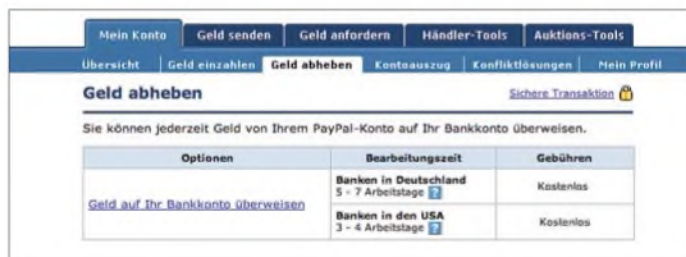 Mein Konto Geld senden Geld anfordern Händler-Tools Auktions-Tools
Übersicht Geld einzahlen Geld abheben Kontoauszug Konfliktlösungen Mein Profil
Geld abheben Sichere Transaktion
Sie können jederzeit Geld von Ihrem PayPal-Konto auf Ihr Bankkonto überweisen.
Optionen Bearbeitungszeit Gebühren
Geld auf Ihr Bankkonto überweisen
Banken in Deutschland
5 - 7 Arbeitstage ?
Kostenlos
Banken in den USA
3 - 4 Arbeitstage ?
Kostenlos